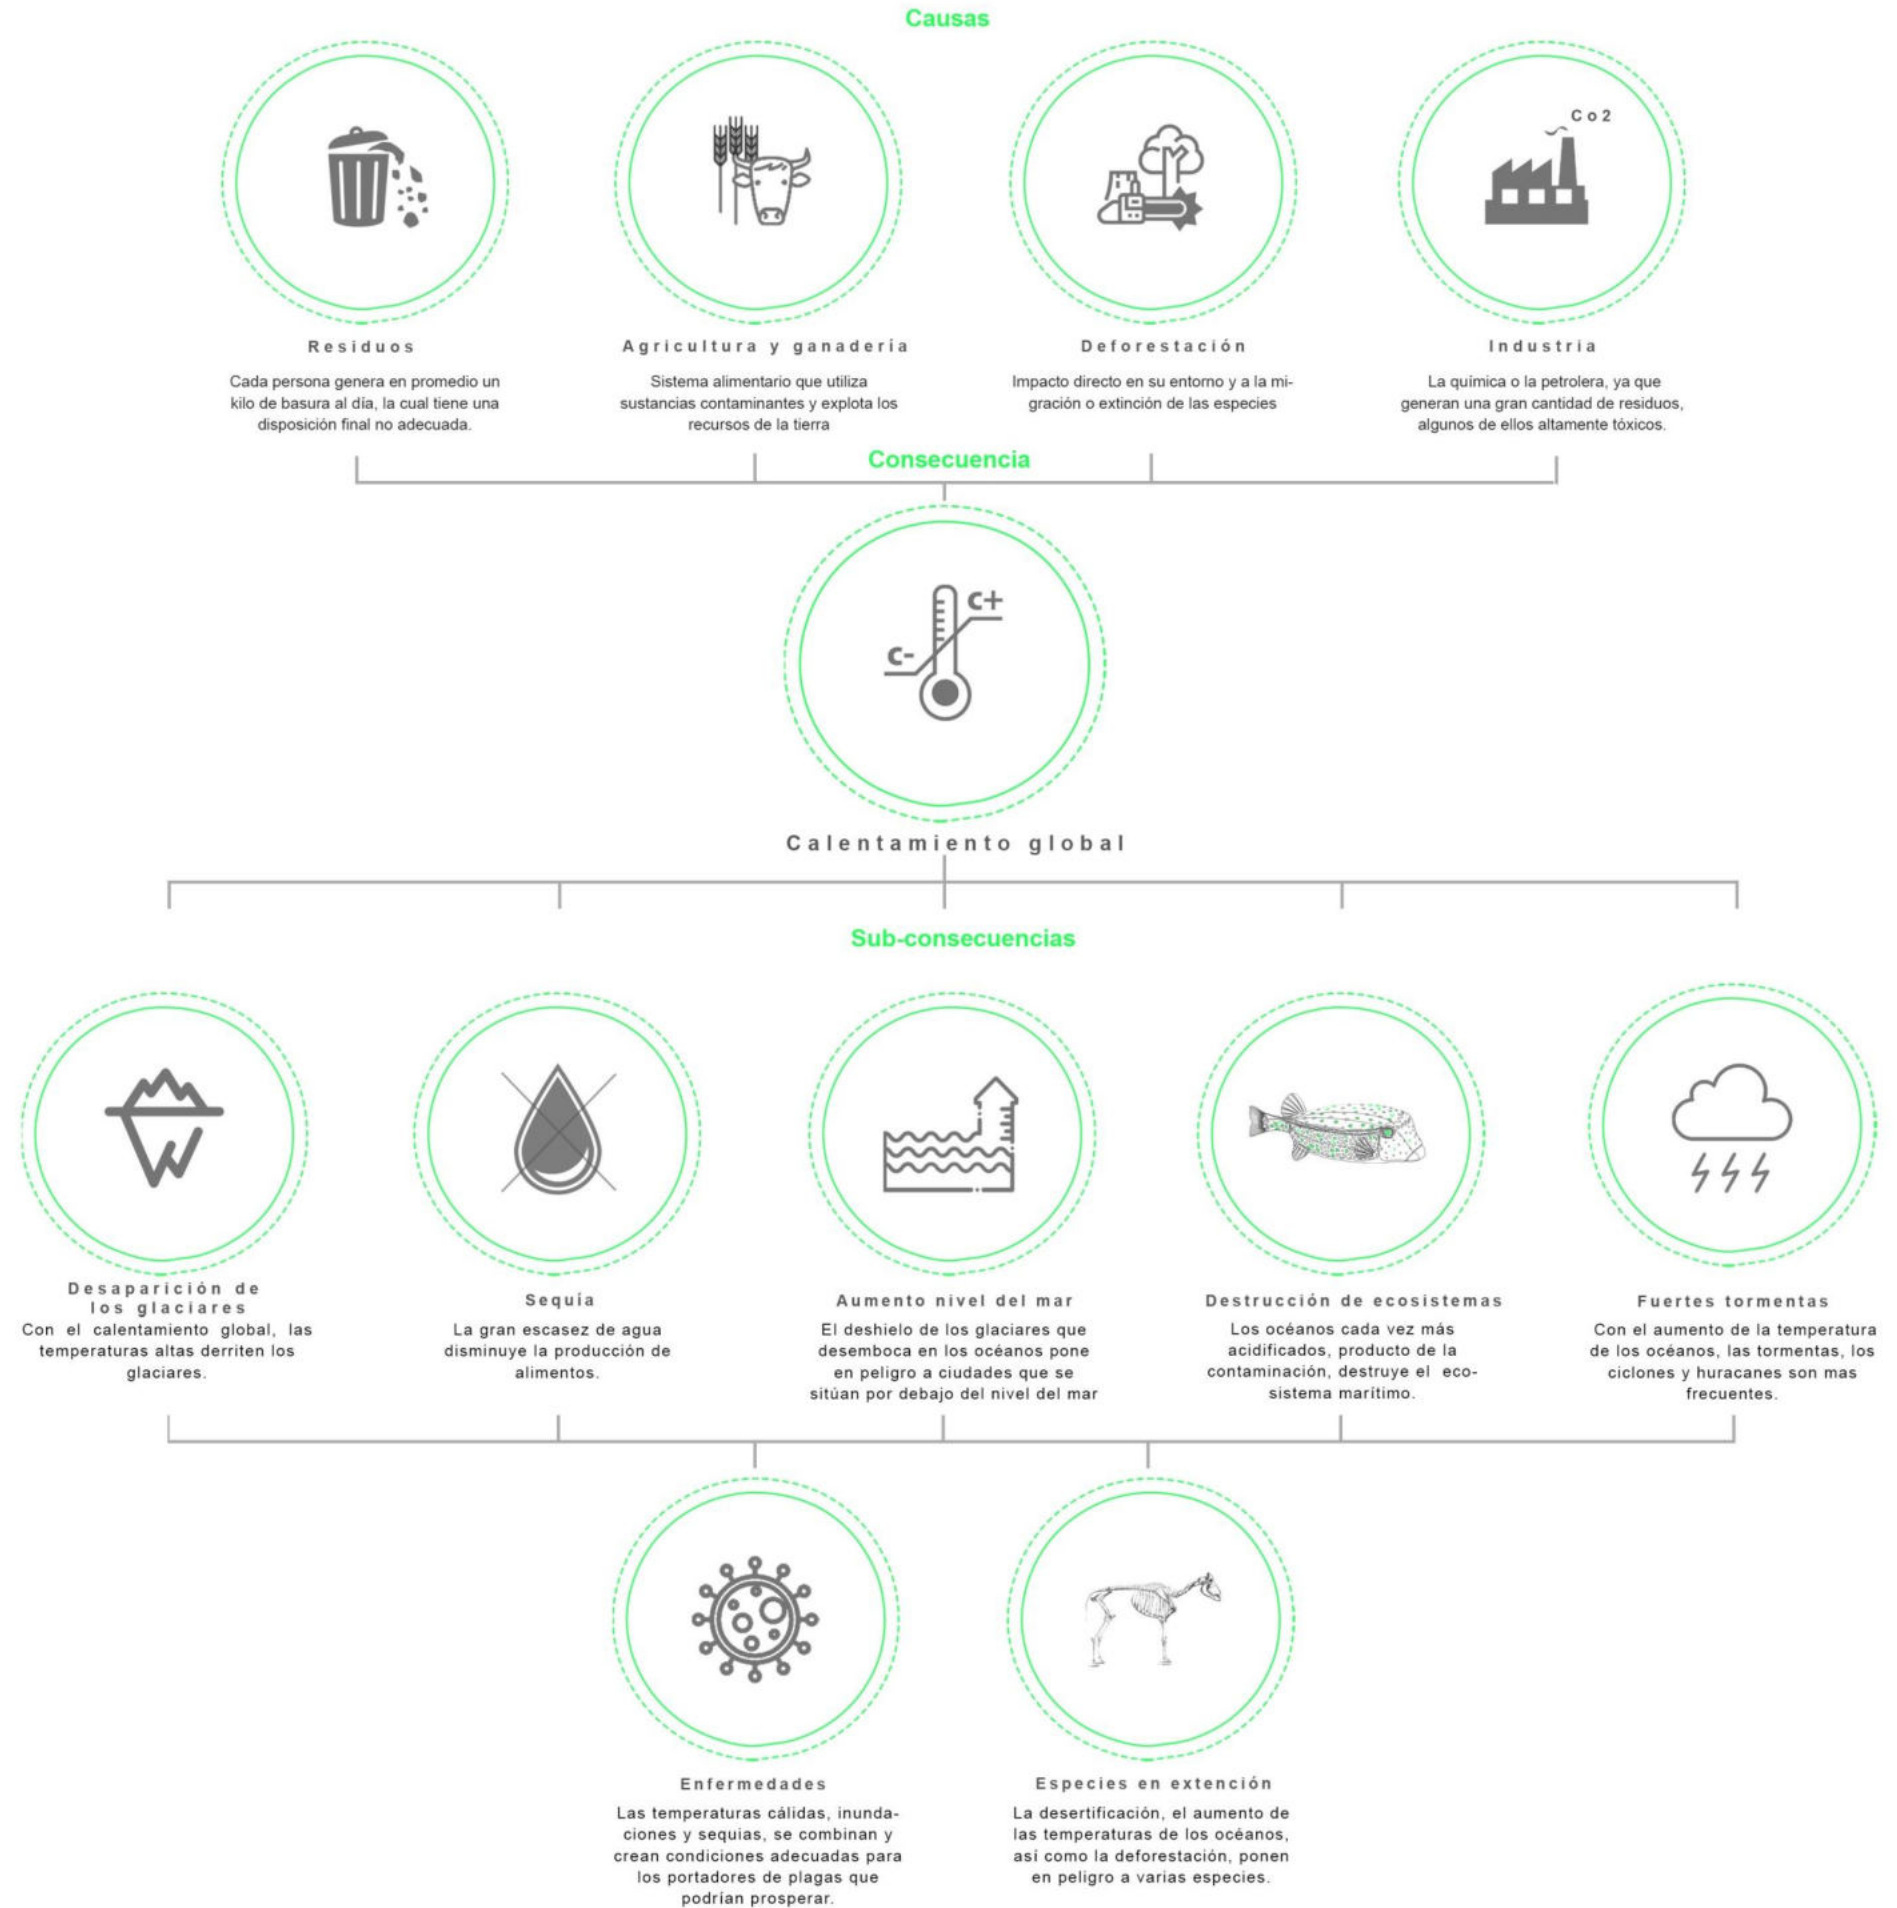 Causas
Co2
Residuos
Cada persona genera en promedio un
kilo de basura al día, la cual tiene una
disposición final no adecuada.
Agricultura y ganadería
Sistema alimentario que utiliza
sustancias contaminantes y explota los
recursos de la tierra
Deforestación
Impacto directo en su entorno y a la mi-
gración o extinción de las especies
Industria
La química o la petrolera, ya que
generan una gran cantidad de residuos,
algunos de ellos altamente tóxicos.
Consecuencia
c+
c-
Calentamiento global
Sub-consecuencias
Desaparición de
los glaciares
Con el calentamiento global, las
temperaturas altas derriten los
glaciares.
Sequía
La gran escasez de agua
disminuye la producción de
alimentos.
Aumento nivel del mar
El deshielo de los glaciares que
desemboca en los océanos pone
en peligro a ciudades que se
sitúan por debajo del nivel del mar
Destrucción de ecosistemas
Los océanos cada vez más
acidificados, producto de la
contaminación, destruye el eco-
sistema marítimo.
Fuertes tormentas
Con el aumento de la temperatura
de los océanos, las tormentas, los
ciclones y huracanes son mas
frecuentes.
Enfermedades
Las temperaturas cálidas, inunda-
ciones y sequias, se combinan y
crean condiciones adecuadas para
los portadores de plagas que
podrían prosperar.
Especies en extención
La desertificación, el aumento de
las temperaturas de los océanos,
así como la deforestación, ponen
en peligro a varias especies.